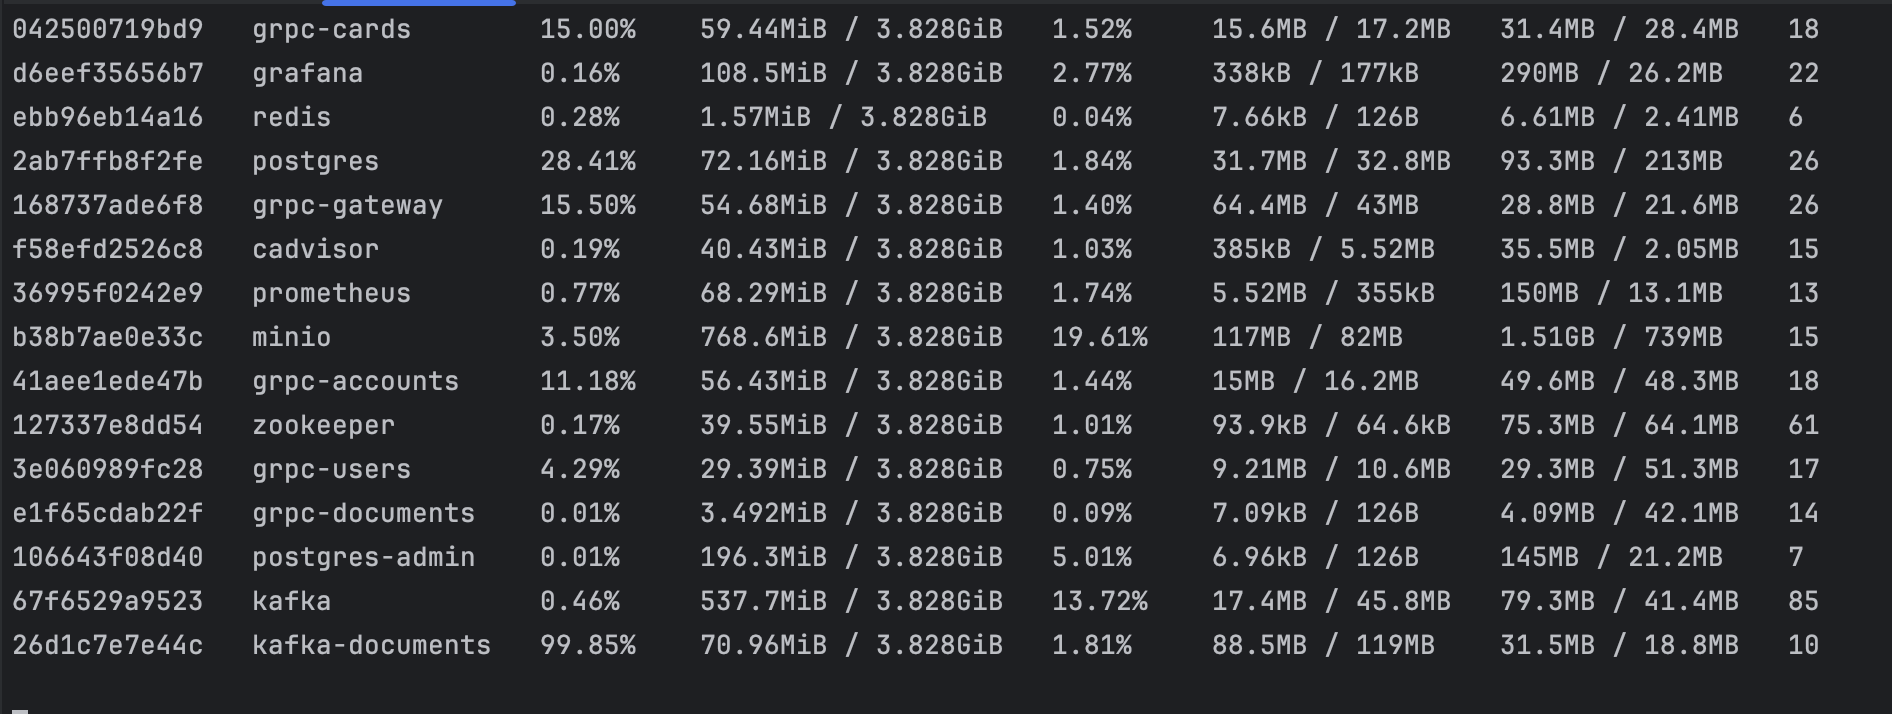 042500719bd9 grpc-cards 15.00% 59.44MiB / 3.828GiB 1.52% 15.6MB / 17.2MB 31.4MB / 28.4MB 18
d6eef35656b7 grafana 0.16% 108.5MiB / 3.828GiB 2.77% 338kB / 177kB 290MB / 26.2MB 22
ebb96eb14a16 redis 0.28% 1.57MiB / 3.828GiB 0.04% 7.66kB / 126B 6.61MB / 2.41MB 6
2ab7ffb8f2fe postgres 28.41% 72.16MiB / 3.828GiB 1.84% 31.7MB / 32.8MB 93.3MB / 213MB 26
168737ade6f8 grpc-gateway 15.50% 54.68MiB / 3.828GiB 1.40% 64.4MB / 43MB 28.8MB / 21.6MB 26
f58efd2526c8 cadvisor 0.19% 40.43MiB / 3.828GiB 1.03% 385kB / 5.52MB 35.5MB / 2.05MB 15
36995f0242e9 prometheus 0.77% 68.29MiB / 3.828GiB 1.74% 5.52MB / 355kB 150MB / 13.1MB 13
b38b7ae0e33c minio 3.50% 768.6MiB / 3.828GiB 19.61% 117MB / 82MB 1.51GB / 739MB 15
41aee1ede47b grpc-accounts 11.18% 56.43MiB / 3.828GiB 1.44% 15MB / 16.2MB 49.6MB / 48.3MB 18
127337e8dd54 zookeeper 0.17% 39.55MiB / 3.828GiB 1.01% 93.9kB / 64.6kB 75.3MB / 64.1MB 61
3e060989fc28 grpc-users 4.29% 29.39MiB / 3.828GiB 0.75% 9.21MB / 10.6MB 29.3MB / 51.3MB 17
e1f65cdab22f grpc-documents 0.01% 3.492MiB / 3.828GiB 0.09% 7.09kB / 126B 4.09MB / 42.1MB 14
106643f08d40 postgres-admin 0.01% 196.3MiB / 3.828GiB 5.01% 6.96kB / 126B 145MB / 21.2MB 7
67f6529a9523 kafka 0.46% 537.7MiB / 3.828GiB 13.72% 17.4MB / 45.8MB 79.3MB / 41.4MB 85
26d1c7e7e44c kafka-documents 99.85% 70.96MiB / 3.828GiB 1.81% 88.5MB / 119MB 31.5MB / 18.8MB 10